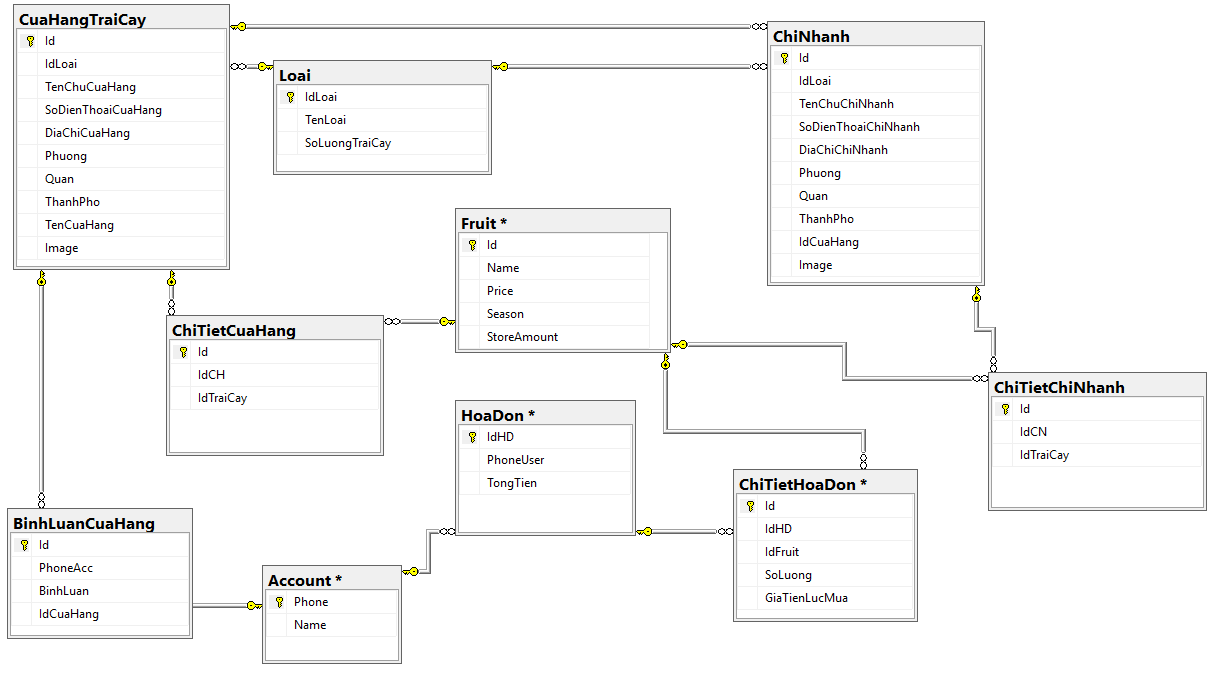 CuaHangTraiCay
Id
IdLoai
TenChuCuaHang
SoDienThoaiCuaHang
DiaChiCuaHang
Phuong
Quan
ThanhPho
TenCuaHang
Image
Loai
IdLoai
TenLoai
SoLuongTraiCay
ChiNhanh
Id
IdLoai
TenChuChiNhanh
SoDienThoaiChiNhanh
DiaChiChiNhanh
Phuong
Quan
ThanhPho
IdCuaHang
Image
Fruit *
Id
Name
Price
Season
StoreAmount
ChiTietCuaHang
Id
IdCH
IdTraiCay
ChiTietChiNhanh
Id
IdCN
IdTraiCay
HoaDon *
IdHD
PhoneUser
TongTien
ChiTietHoaDon *
Id
IdHD
IdFruit
SoLuong
GiaTienLucMua
BinhLuanCuaHang
Id
PhoneAcc
BinhLuan
IdCuaHang
Account *
Phone
Name